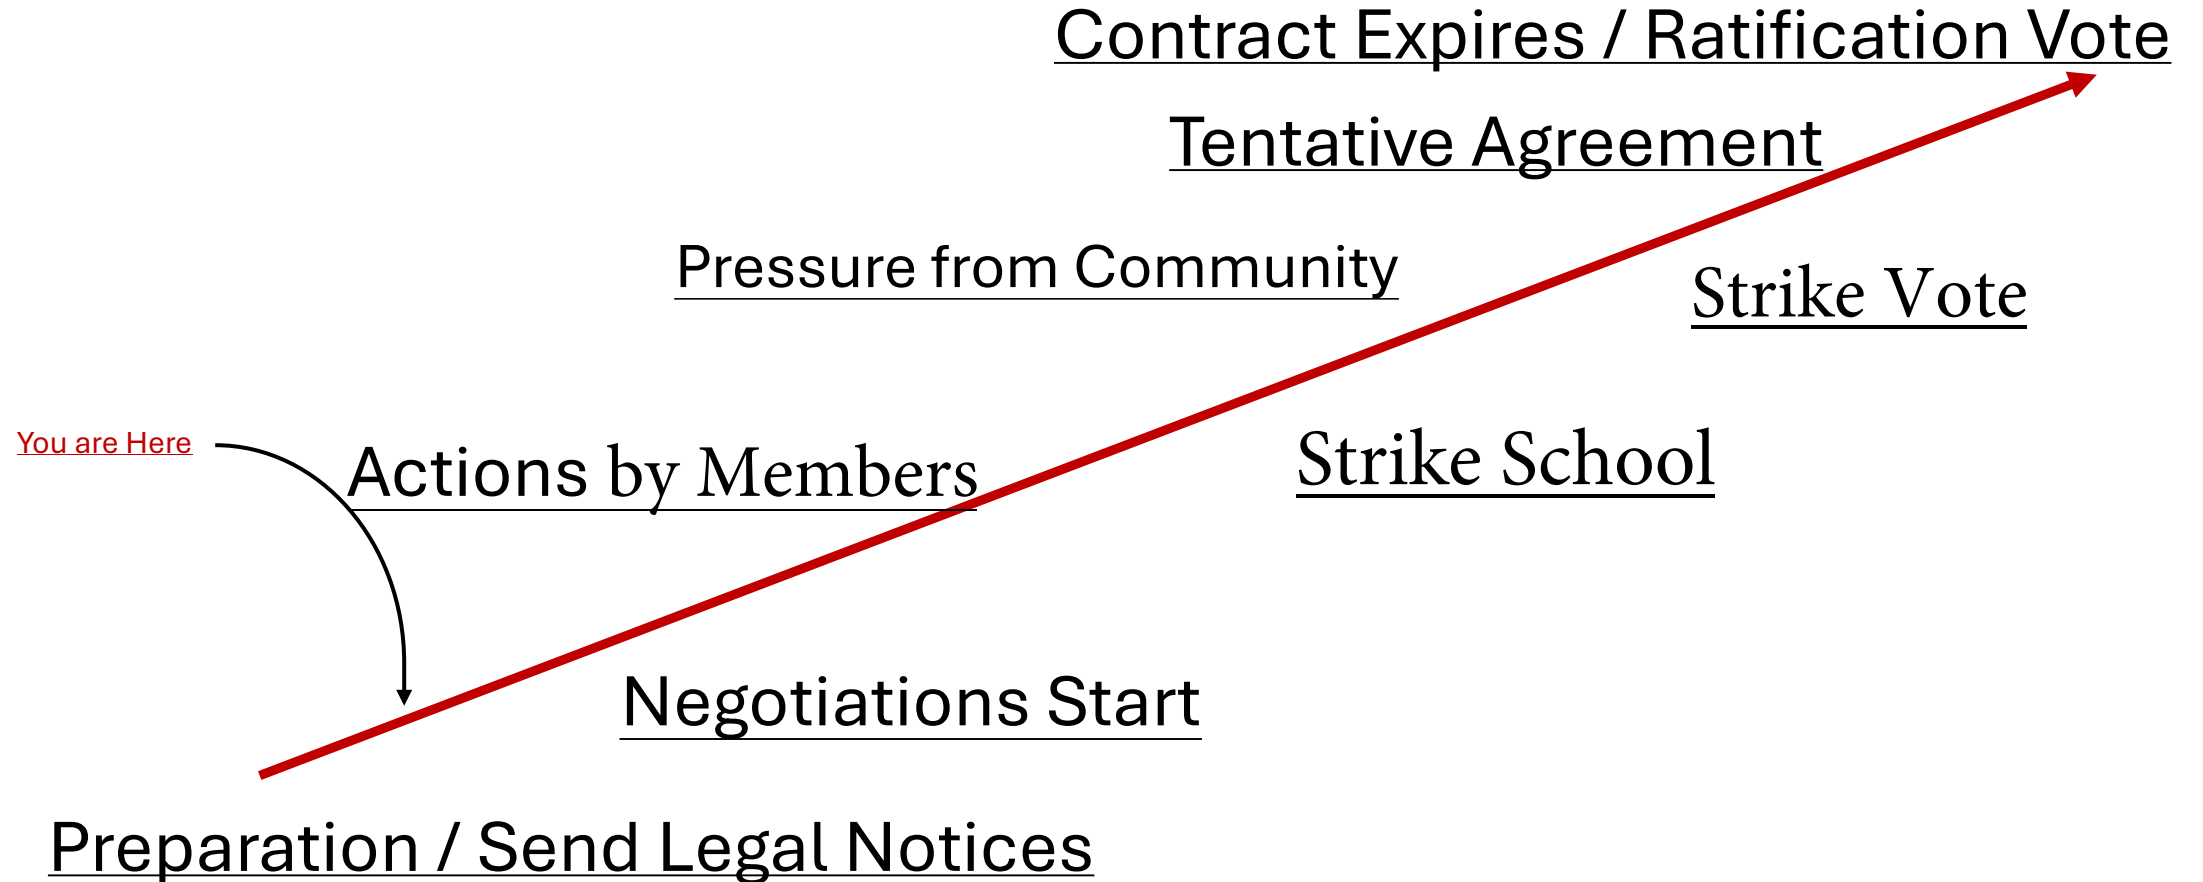 Contract Expires / Ratification Vote
Tentative Agreement
Pressure from Community
Strike Vote
You are Here
Actions by Members
Strike School
Negotiations Start
Preparation / Send Legal Notices